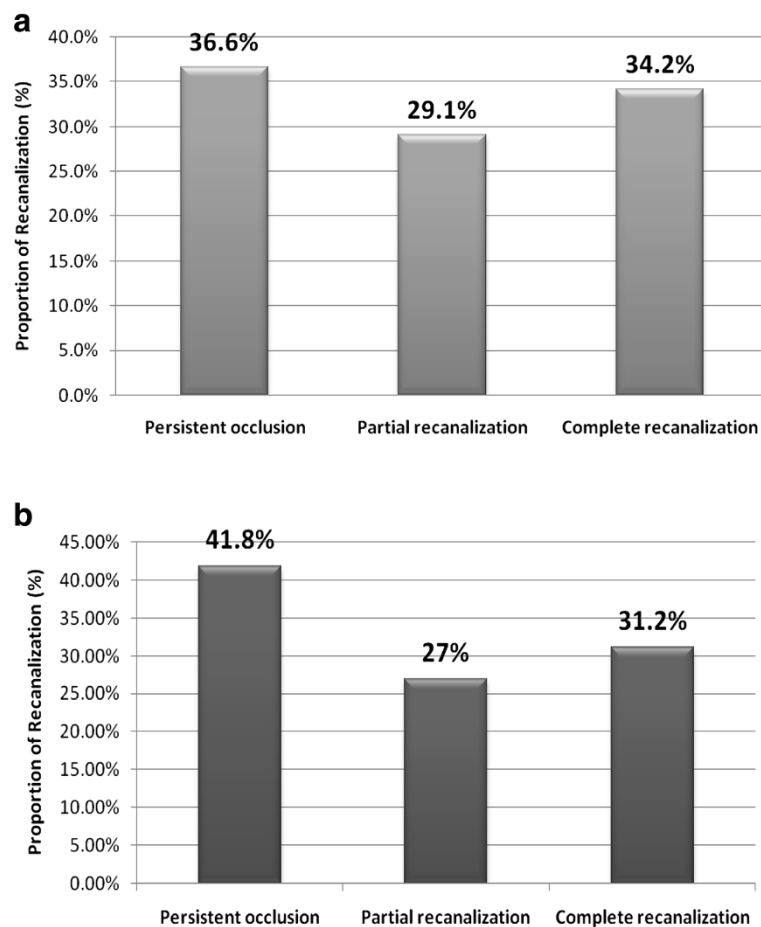 a
Proportion of Recanalization (%)
40.0%
35.0%
30.0%
25.0%
20.0%
15.0%
10.0%
5.0%
0.0%
36.6%
29.1%
34.2%
Persistent occlusion
Partial recanalization
Complete recanalization
b
Proportion of Recanalization (%)
45.00%
40.00%
35.00%
30.00%
25.00%
20.00%
15.00%
10.00%
5.00%
0.00%
41.8%
27%
31.2%
Persistent occlusion
Partial recanalization
Complete recanalization